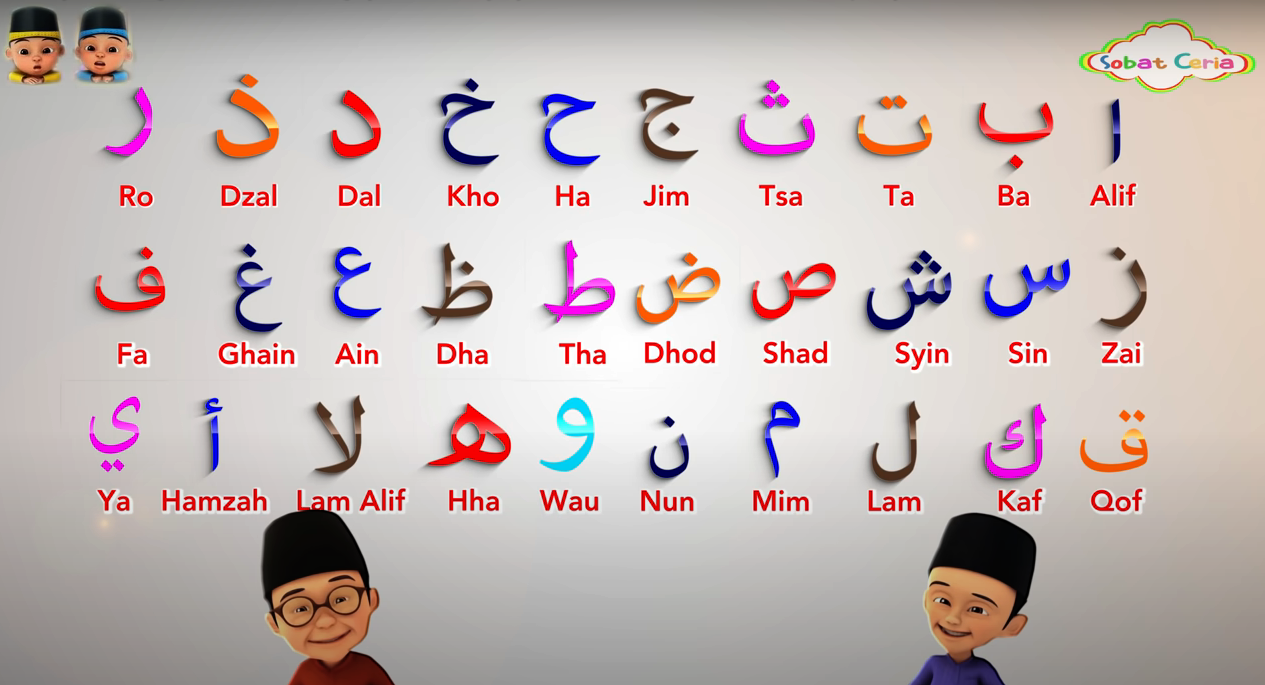 Sobat Ceria
ا ب ت ث ج ح خ د ذ ر
Alif Ba Ta Tsa Jim Ha Kho Dal Dzal Ro
ز س ش ص ض ط ظ ع غ ف
Zai Sin Syin Shad Dhod Tha Dha Ain Ghain Fa
ق ك ل م ن و ه لا أ ي
Qof Kaf Lam Mim Nun Wau Hha Lam Alif Hamzah Ya